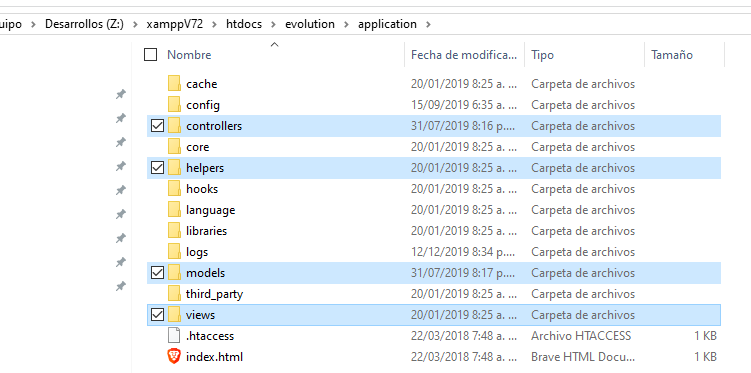 uipo > Desarrollos (Z:) > xamppV72 > htdocs > evolution > application >
Nombre Fecha de modifica... Tipo Tamaño
cache 20/01/2019 8:25 a. ... Carpeta de archivos
config 15/09/2019 6:35 a. ... Carpeta de archivos
controllers 31/07/2019 8:16 p.... Carpeta de archivos
core 20/01/2019 8:25 a. ... Carpeta de archivos
helpers 20/01/2019 8:25 a. ... Carpeta de archivos
hooks 20/01/2019 8:25 a. ... Carpeta de archivos
language 20/01/2019 8:25 a. ... Carpeta de archivos
libraries 20/01/2019 8:25 a. ... Carpeta de archivos
logs 12/12/2019 8:34 p.... Carpeta de archivos
models 31/07/2019 8:17 p.... Carpeta de archivos
third_party 20/01/2019 8:25 a. ... Carpeta de archivos
views 20/01/2019 8:25 a. ... Carpeta de archivos
.htaccess 22/03/2018 7:48 a. ... Archivo HTACCESS 1 KB
index.html 22/03/2018 7:48 a. ... Brave HTML Docu... 1 KB